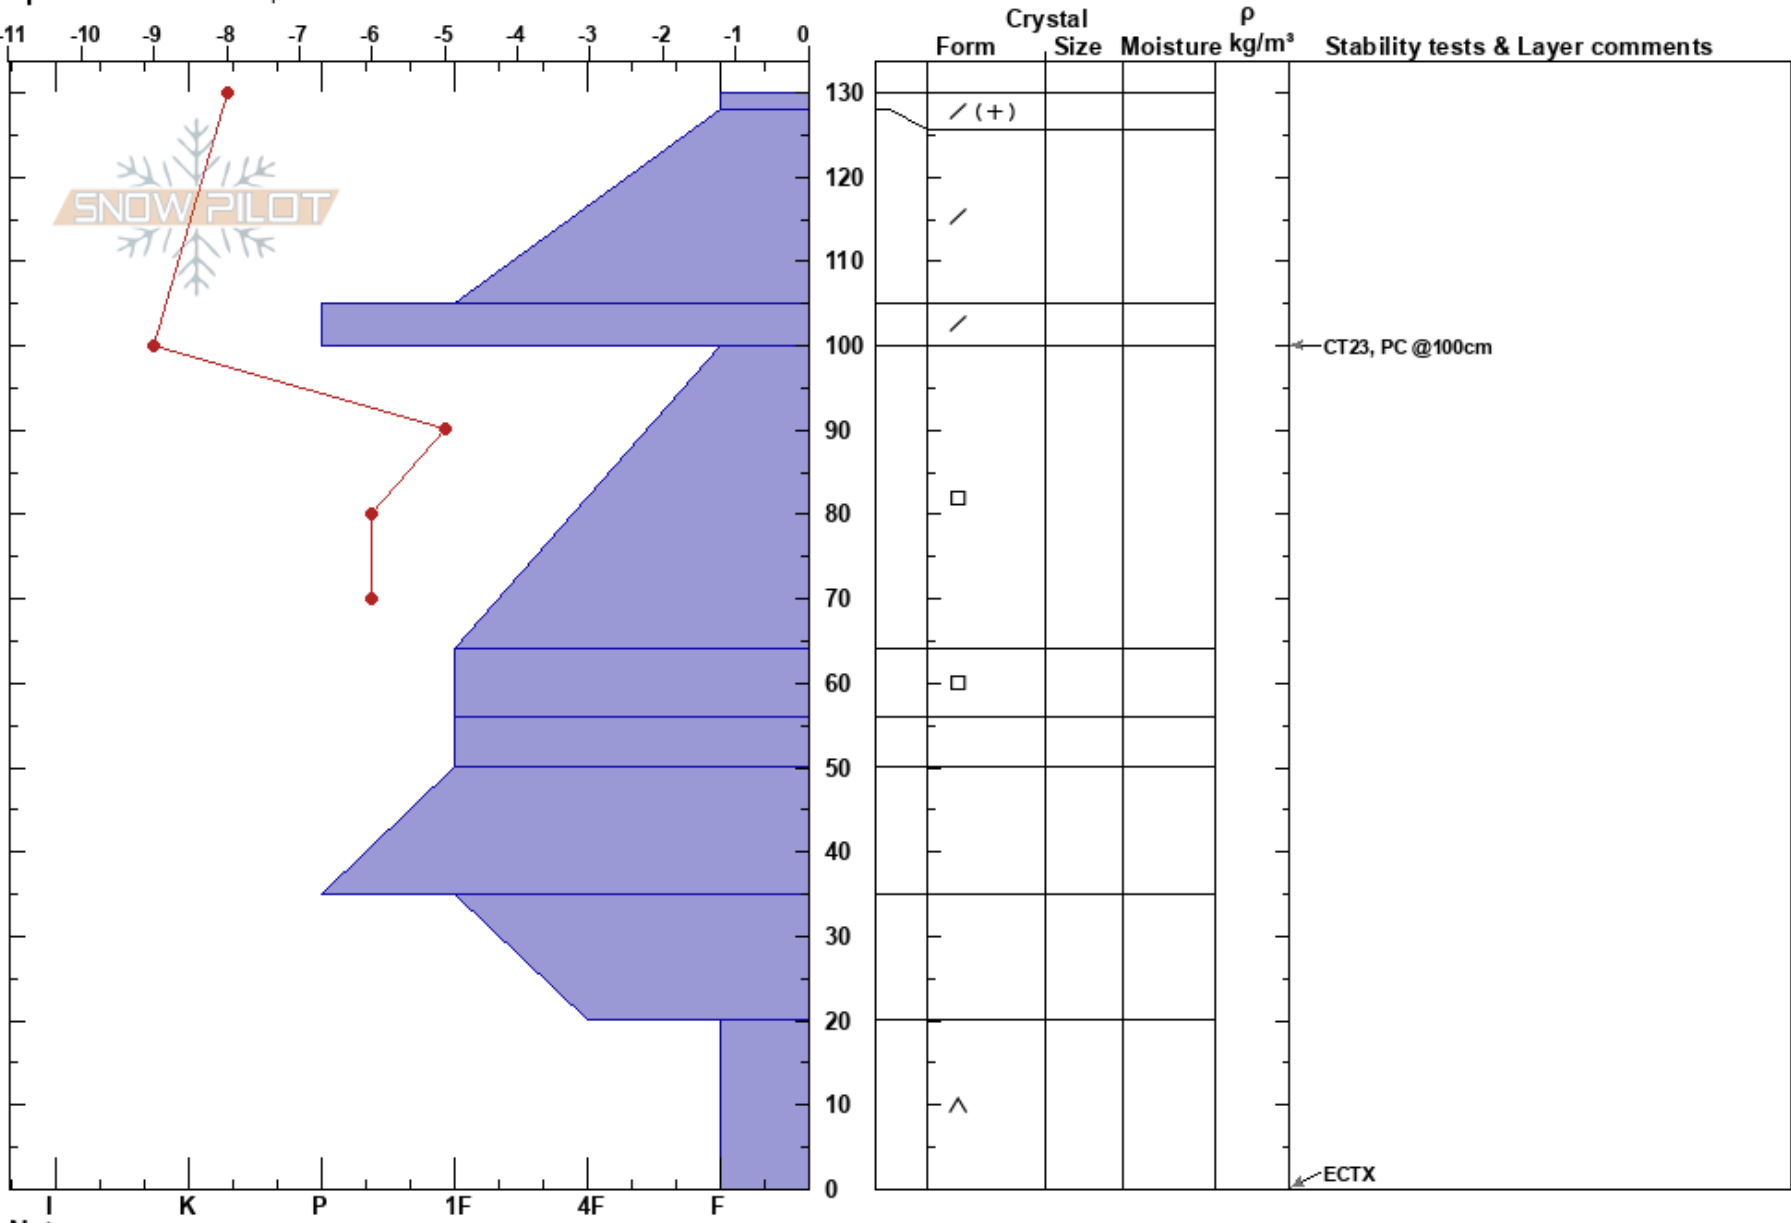 Crystal ρ
-11 -10 -9 -8 -7 -6 -5 -4 -3 -2 -1 0 Form Size Moisture kg/m³ Stability tests & Layer comments
130
/ (+)
SNOW PILOT
120
/
110
/
100 CT23, PC @100cm
90
80
70
60
50
40
30
20
10
0 ECTX
I K P 1F 4F F